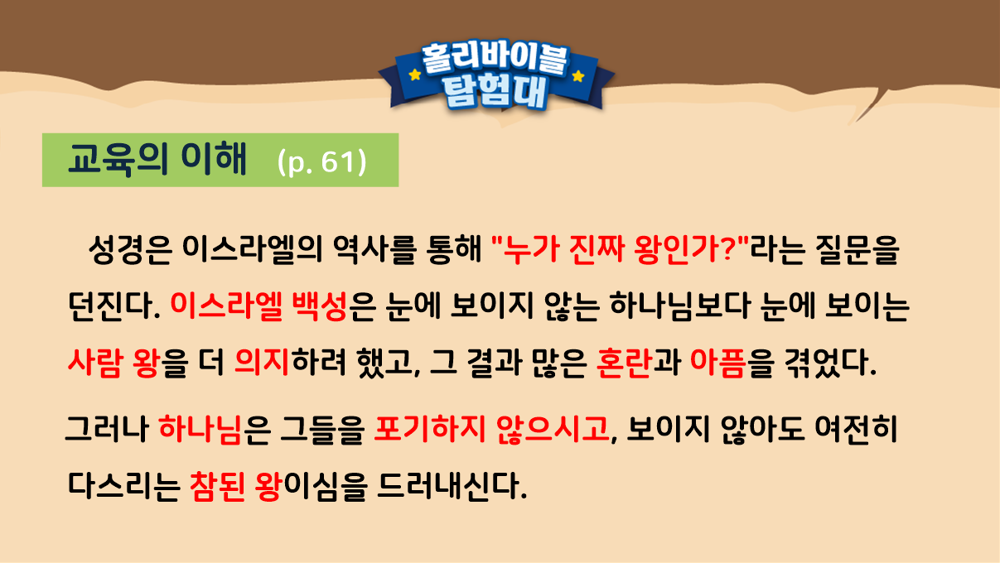 홀리바이블
탐험대
교육의 이해 (p. 61)
성경은 이스라엘의 역사를 통해 "누가 진짜 왕인가?"라는 질문을
던진다. 이스라엘 백성은 눈에 보이지 않는 하나님보다 눈에 보이는
사람 왕을 더 의지하려 했고, 그 결과 많은 혼란과 아픔을 겪었다.
그러나 하나님은 그들을 포기하지 않으시고, 보이지 않아도 여전히
다스리는 참된 왕이심을 드러내신다.